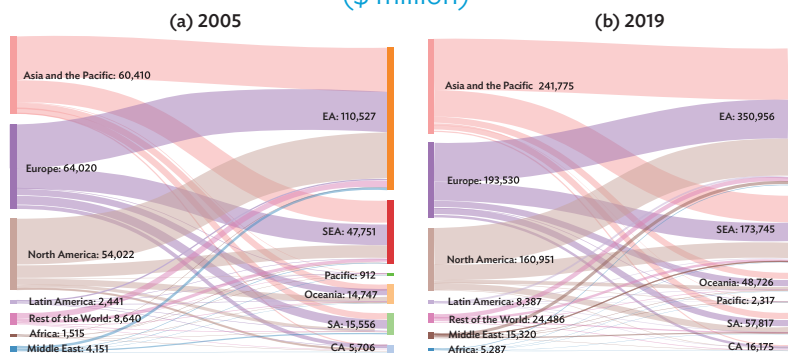 ($ million)
(a) 2005
(b) 2019
Asia and the Pacific: 60,410
EA: 110,527
Europe: 64,020
SEA: 47,751
North America: 54,022
Pacific: 912
Oceania: 14,747
Latin America: 2,441
Rest of the World: 8,640
SA: 15,556
Africa: 1,515
Middle East: 4,151
CA 5,706
Asia and the Pacific 241,775
EA: 350,956
Europe: 193,530
SEA: 173,745
North America: 160,951
Oceania: 48,726
Latin America: 8,387
Pacific: 2,317
Rest of the World: 24,486
SA: 57,817
Middle East: 15,320
CA 16,175
Africa: 5,287